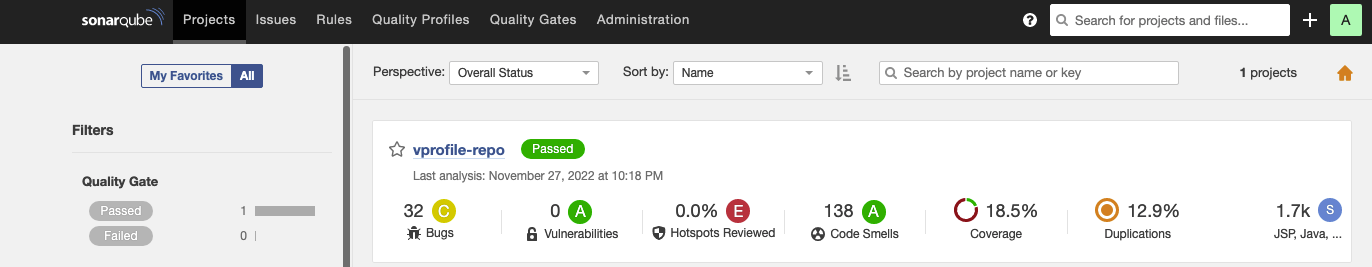 sonarqube Projects Issues Rules Quality Profiles Quality Gates Administration ? Search for projects and files... + A
My Favorites All
Perspective: Overall Status Sort by: Name Search by project name or key 1 projects
Filters
Quality Gate
Passed 1
Failed 0
vprofile-repo Passed
Last analysis: November 27, 2022 at 10:18 PM
32 C 0 A 0.0% E 138 A 18.5% 12.9% 1.7k S
Bugs Vulnerabilities Hotspots Reviewed Code Smells Coverage Duplications JSP, Java, ...